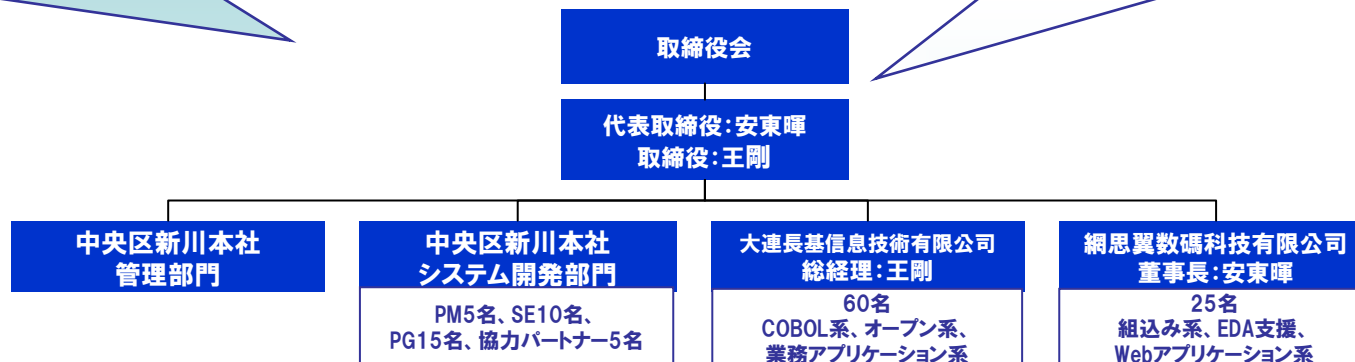 取締役会
代表取締役:安東暉
取締役:王剛
中央区新川本社
管理部門
中央区新川本社
システム開発部門
PM5名、SE10名、
PG15名、協力パートナー5名
大連長基信息技術有限公司
総経理:王剛
60名
COBOL系、オープン系、
業務アプリケーション系
網思翼数碼科技有限公司
董事長:安東暉
25名
組込み系、EDA支援、
Webアプリケーション系